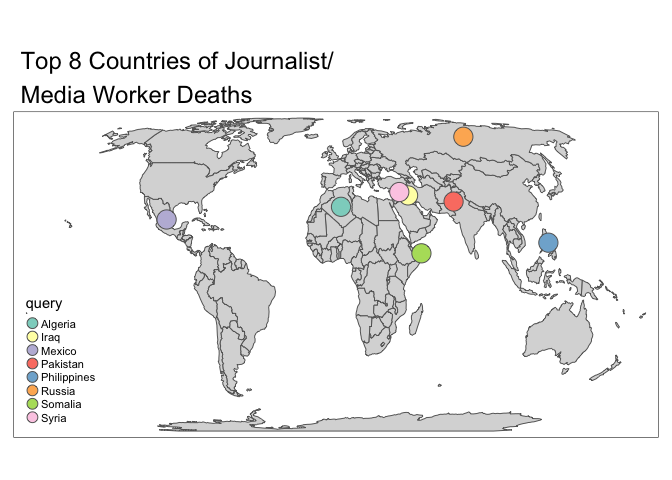 Top 8 Countries of Journalist/
Media Worker Deaths
query
Algeria
Iraq
Mexico
Pakistan
Philippines
Russia
Somalia
Syria